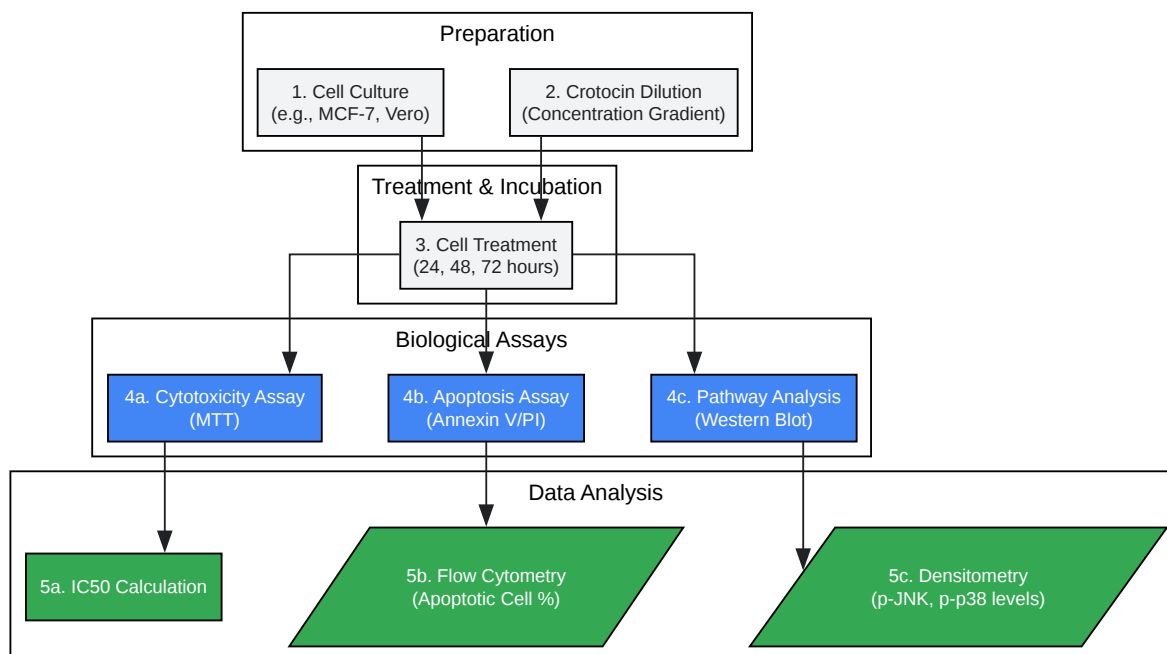 Preparation
1. Cell Culture
(e.g., MCF-7, Vero)
2. Crotocin Dilution
(Concentration Gradient)
Treatment & Incubation
3. Cell Treatment
(24, 48, 72 hours)
Biological Assays
4a. Cytotoxicity Assay
(MTT)
4b. Apoptosis Assay
(Annexin V/PI)
4c. Pathway Analysis
(Western Blot)
Data Analysis
5a. IC50 Calculation
5b. Flow Cytometry
(Apoptotic Cell %)
5c. Densitometry
(p-JNK, p-p38 levels)